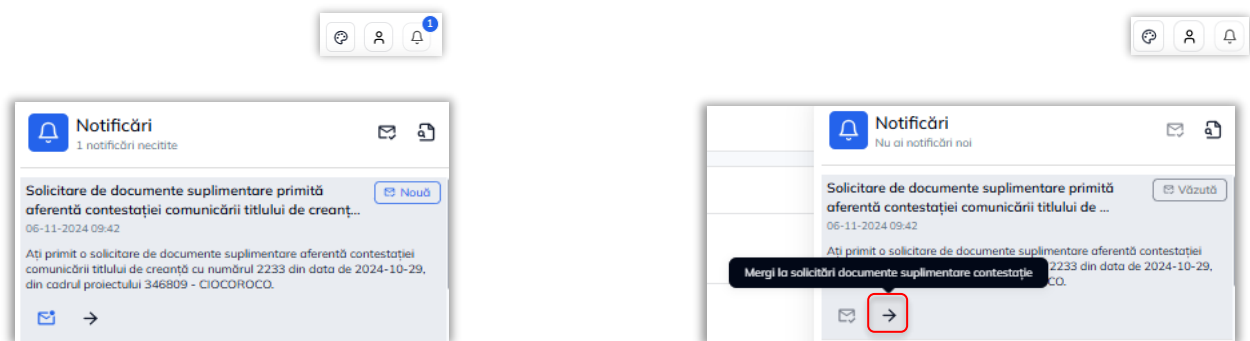 1
Notificări
1 notificări necitite
Solicitare de documente suplimentare primită
aferentă contestației comunicării titlului de creanț...
Nouă
06-11-2024 09:42
Ați primit o solicitare de documente suplimentare aferentă contestației
comunicării titlului de creanță cu numărul 2233 din data de 2024-10-29,
din cadrul proiectului 346809 - CIOCOROCO.
Notificări
Nu ai notificări noi
Solicitare de documente suplimentare primită
aferentă contestației comunicării titlului de ...
Văzută
06-11-2024 09:42
Ați primit o solicitare de documente suplimentare aferentă contestației
2233 din data de 2024-10-29,
CO.
Mergi la solicitări documente suplimentare contestație